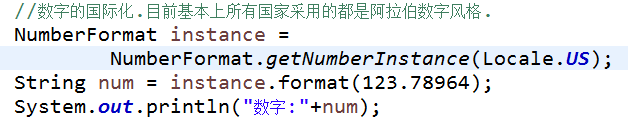 //数字的国际化.目前基本上所有国家采用的都是阿拉伯数字风格.
NumberFormat instance =
NumberFormat.getNumberInstance(Locale.US);
String num = instance.format(123.78964);
System.out.println("数字:"+num);